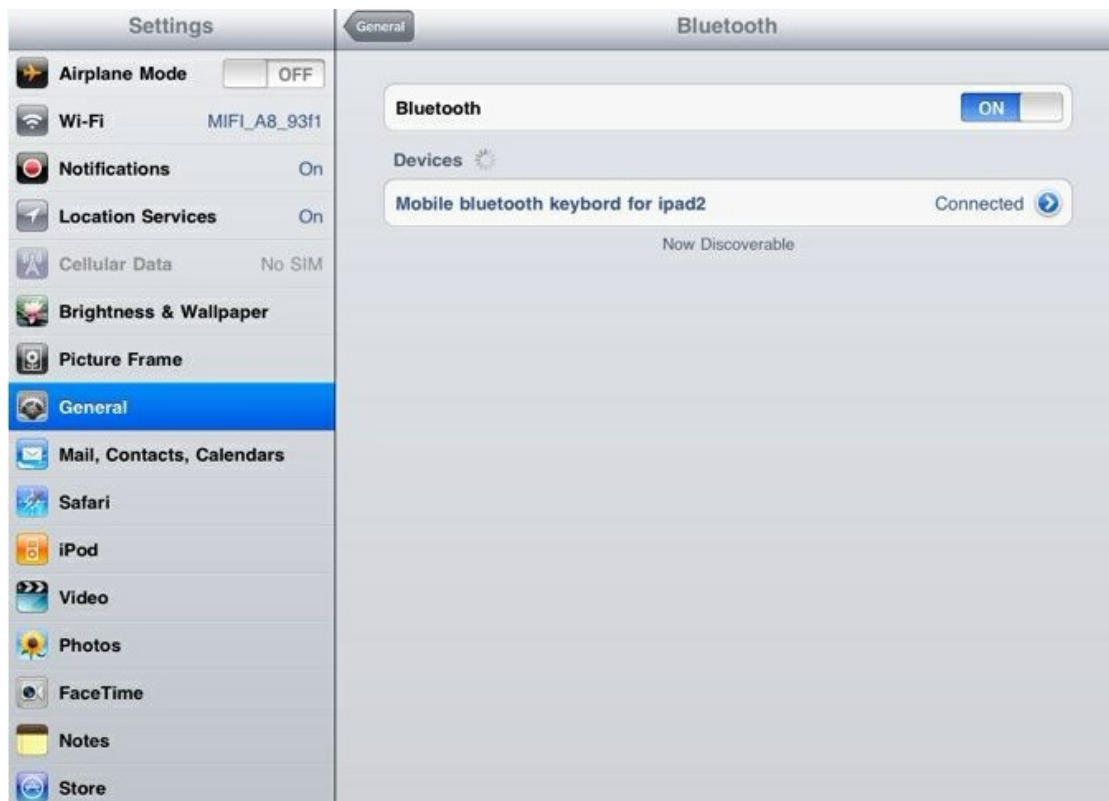 Settings
Airplane Mode OFF
Wi-Fi MIFI_A8_93f1
Notifications On
Location Services On
Cellular Data No SIM
Brightness & Wallpaper
Picture Frame
General
Mail, Contacts, Calendars
Safari
iPod
Video
Photos
FaceTime
Notes
Store
General Bluetooth
Bluetooth ON
Devices
Mobile bluetooth keybord for ipad2 Connected
Now Discoverable